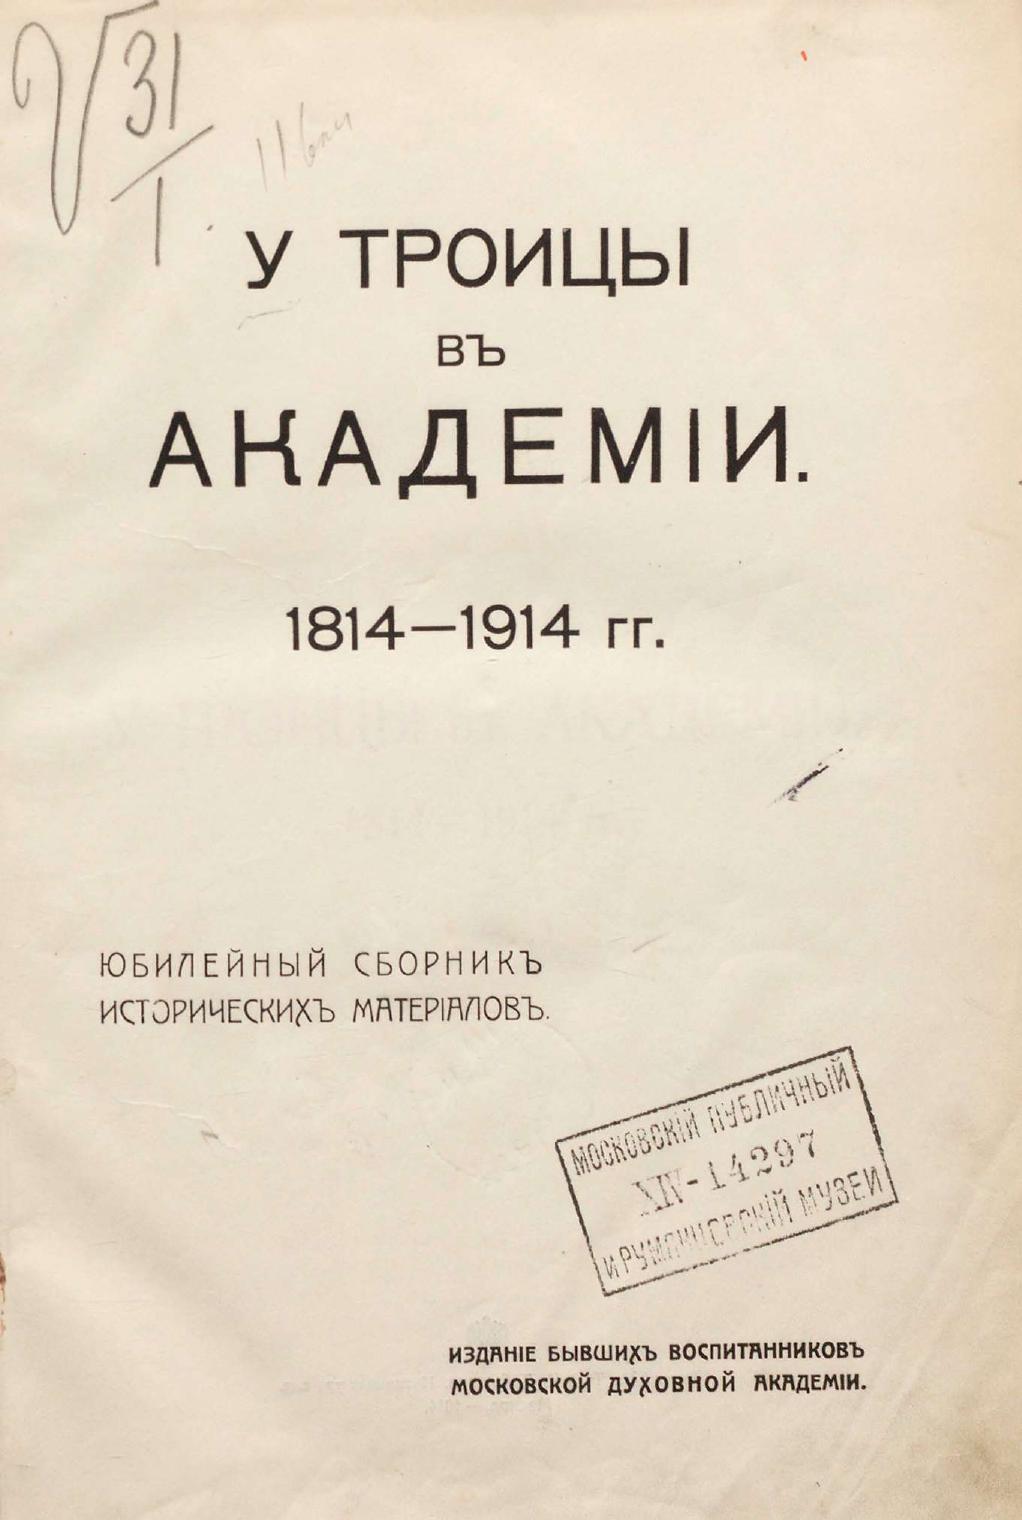 31
1
У ТРОИЦЫ
ВЪ
АКАДЕМІИ.
1814—1914 гг.
ЮБИЛЕЙНЫЙ СБОРНИКЪ
ИСТОРИЧЕСКИХЪ МАТЕРІАЛОВЪ.
МОСКОВСКІЙ ПУБЛИЧНЫЙ
XIV-14297
И РУМЯНЦЕВСКІЙ МУЗЕИ
ИЗДАНІЕ БЫВШИХЪ ВОСПИТАННИКОВЪ
МОСКОВСКОЙ ДУХОВНОЙ АКАДЕМІИ.